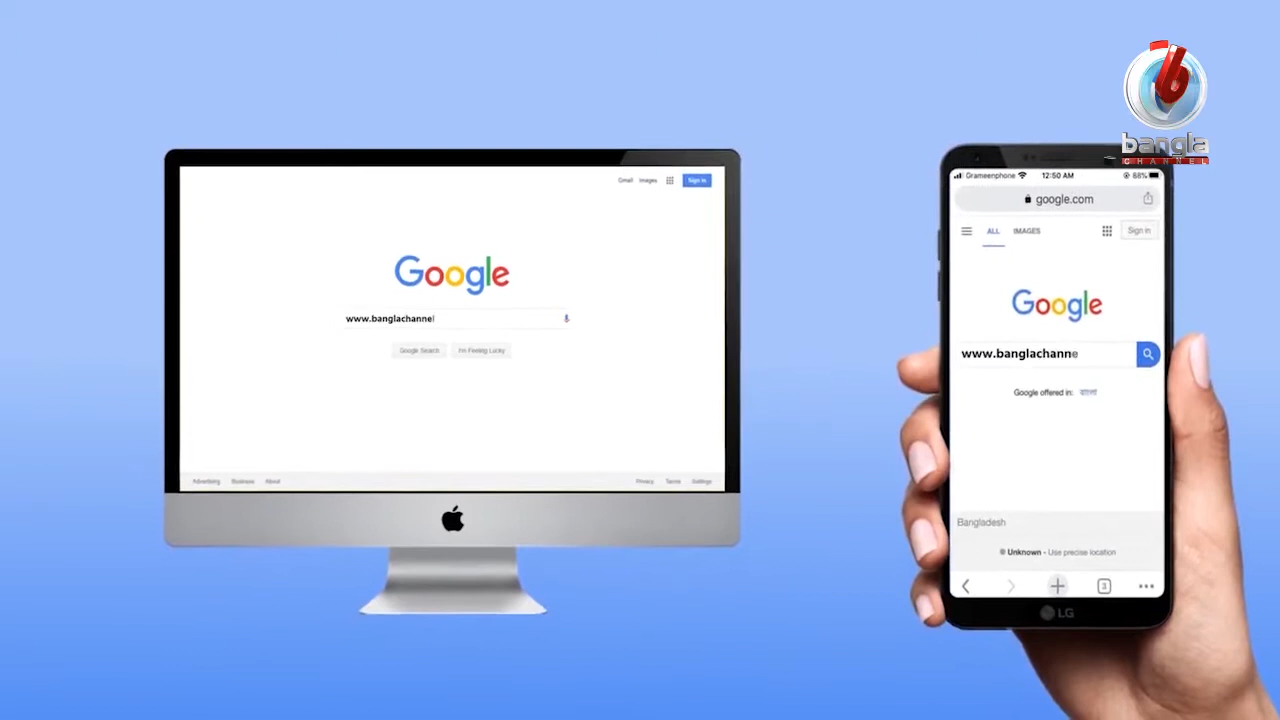 bangla
CHANNEL
Gmail Images Sign in
Google
www.banglachannel
Google Search I'm Feeling Lucky
Advertising Business About Privacy Terms Settings
Grameenphone 12:50 AM 68%
google.com
ALL IMAGES Sign in
Google
www.banglachanne
Google offered in: বাংলা
Bangladesh
Unknown - Use precise location
3
LG